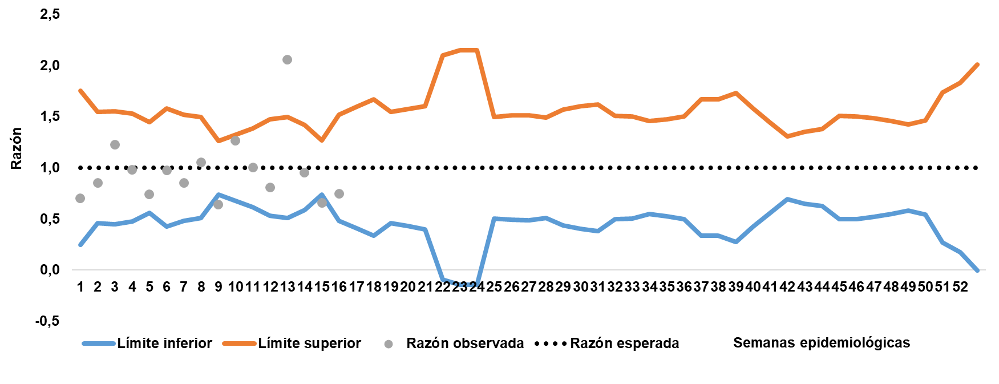 2,5
2,0
1,5
1,0
0,5
0,0
-0,5
Razón
1 2 3 4 5 6 7 8 9 10 11 12 13 14 15 16 17 18 19 20 21 22 23 24 25 26 27 28 29 30 31 32 33 34 35 36 37 38 39 40 41 42 43 44 45 46 47 48 49 50 51 52
Límite inferior Límite superior Razón observada Razón esperada Semanas epidemiológicas